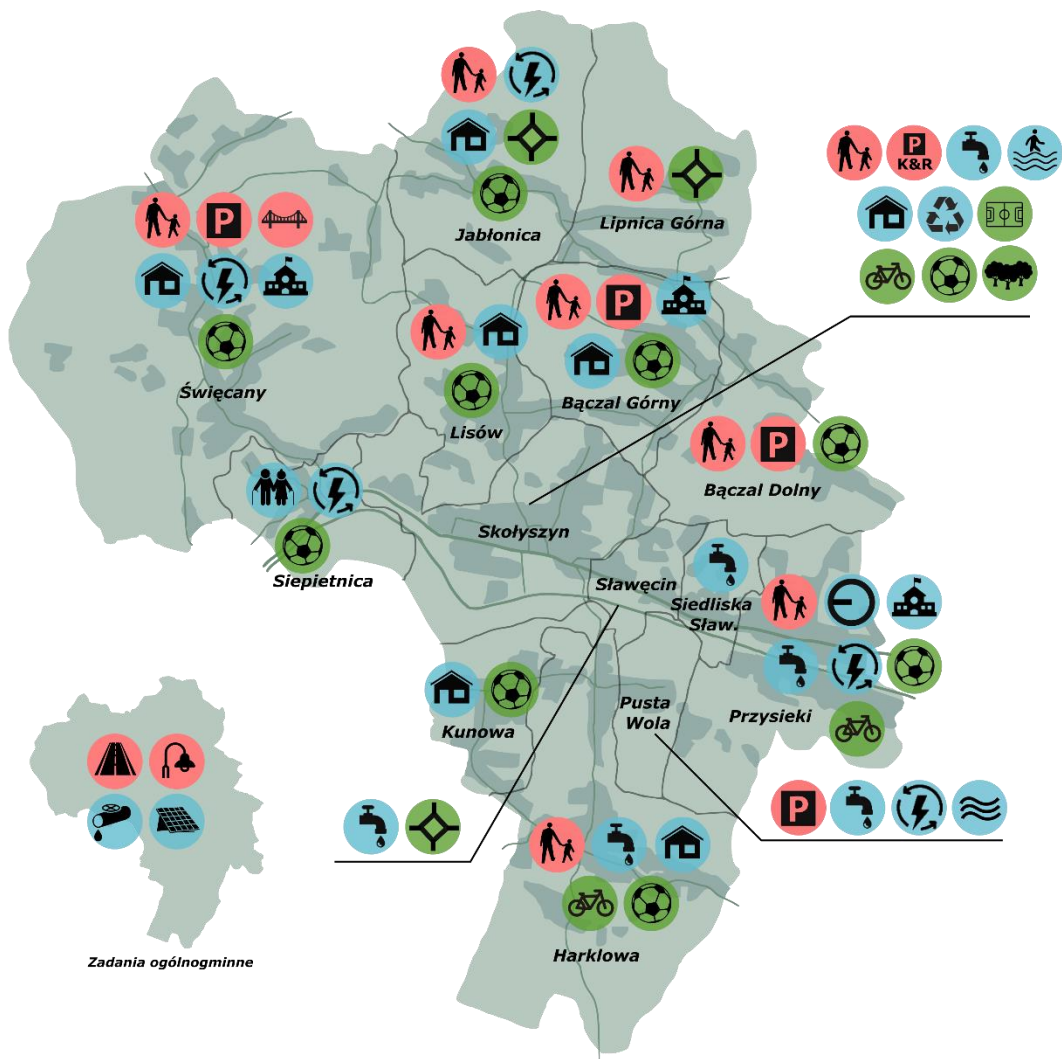 P
K&R
Lipnica Górna
Jabłonica
P
P
Święcany
Bączal Górny
Lisów
P
Bączal Dolny
Skołyszyn
Siepietnica
Sławęcin
Siedliska
Sław.
Pusta
Wola
Przysieki
Kunowa
P
Harklowa
Zadania ogólnogminne